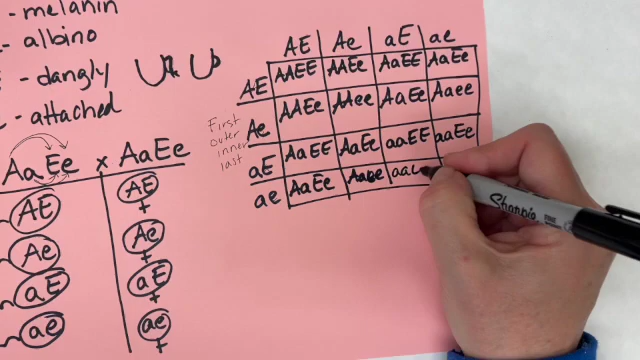 - melanin
- albino
- dangly
- attached
AaEe x AaEe
AE AE
+
Ae Ae
+
aE aE
+
ae ae
+
First
outer
inner
last
AE Ae aE ae
AE AAEE AAEe AaEE AaEe
Ae AAEe AAee AaEe Aaee
aE AaEE AaEe aaEE aaEe
ae AaEe Aaee aa
Sharpie